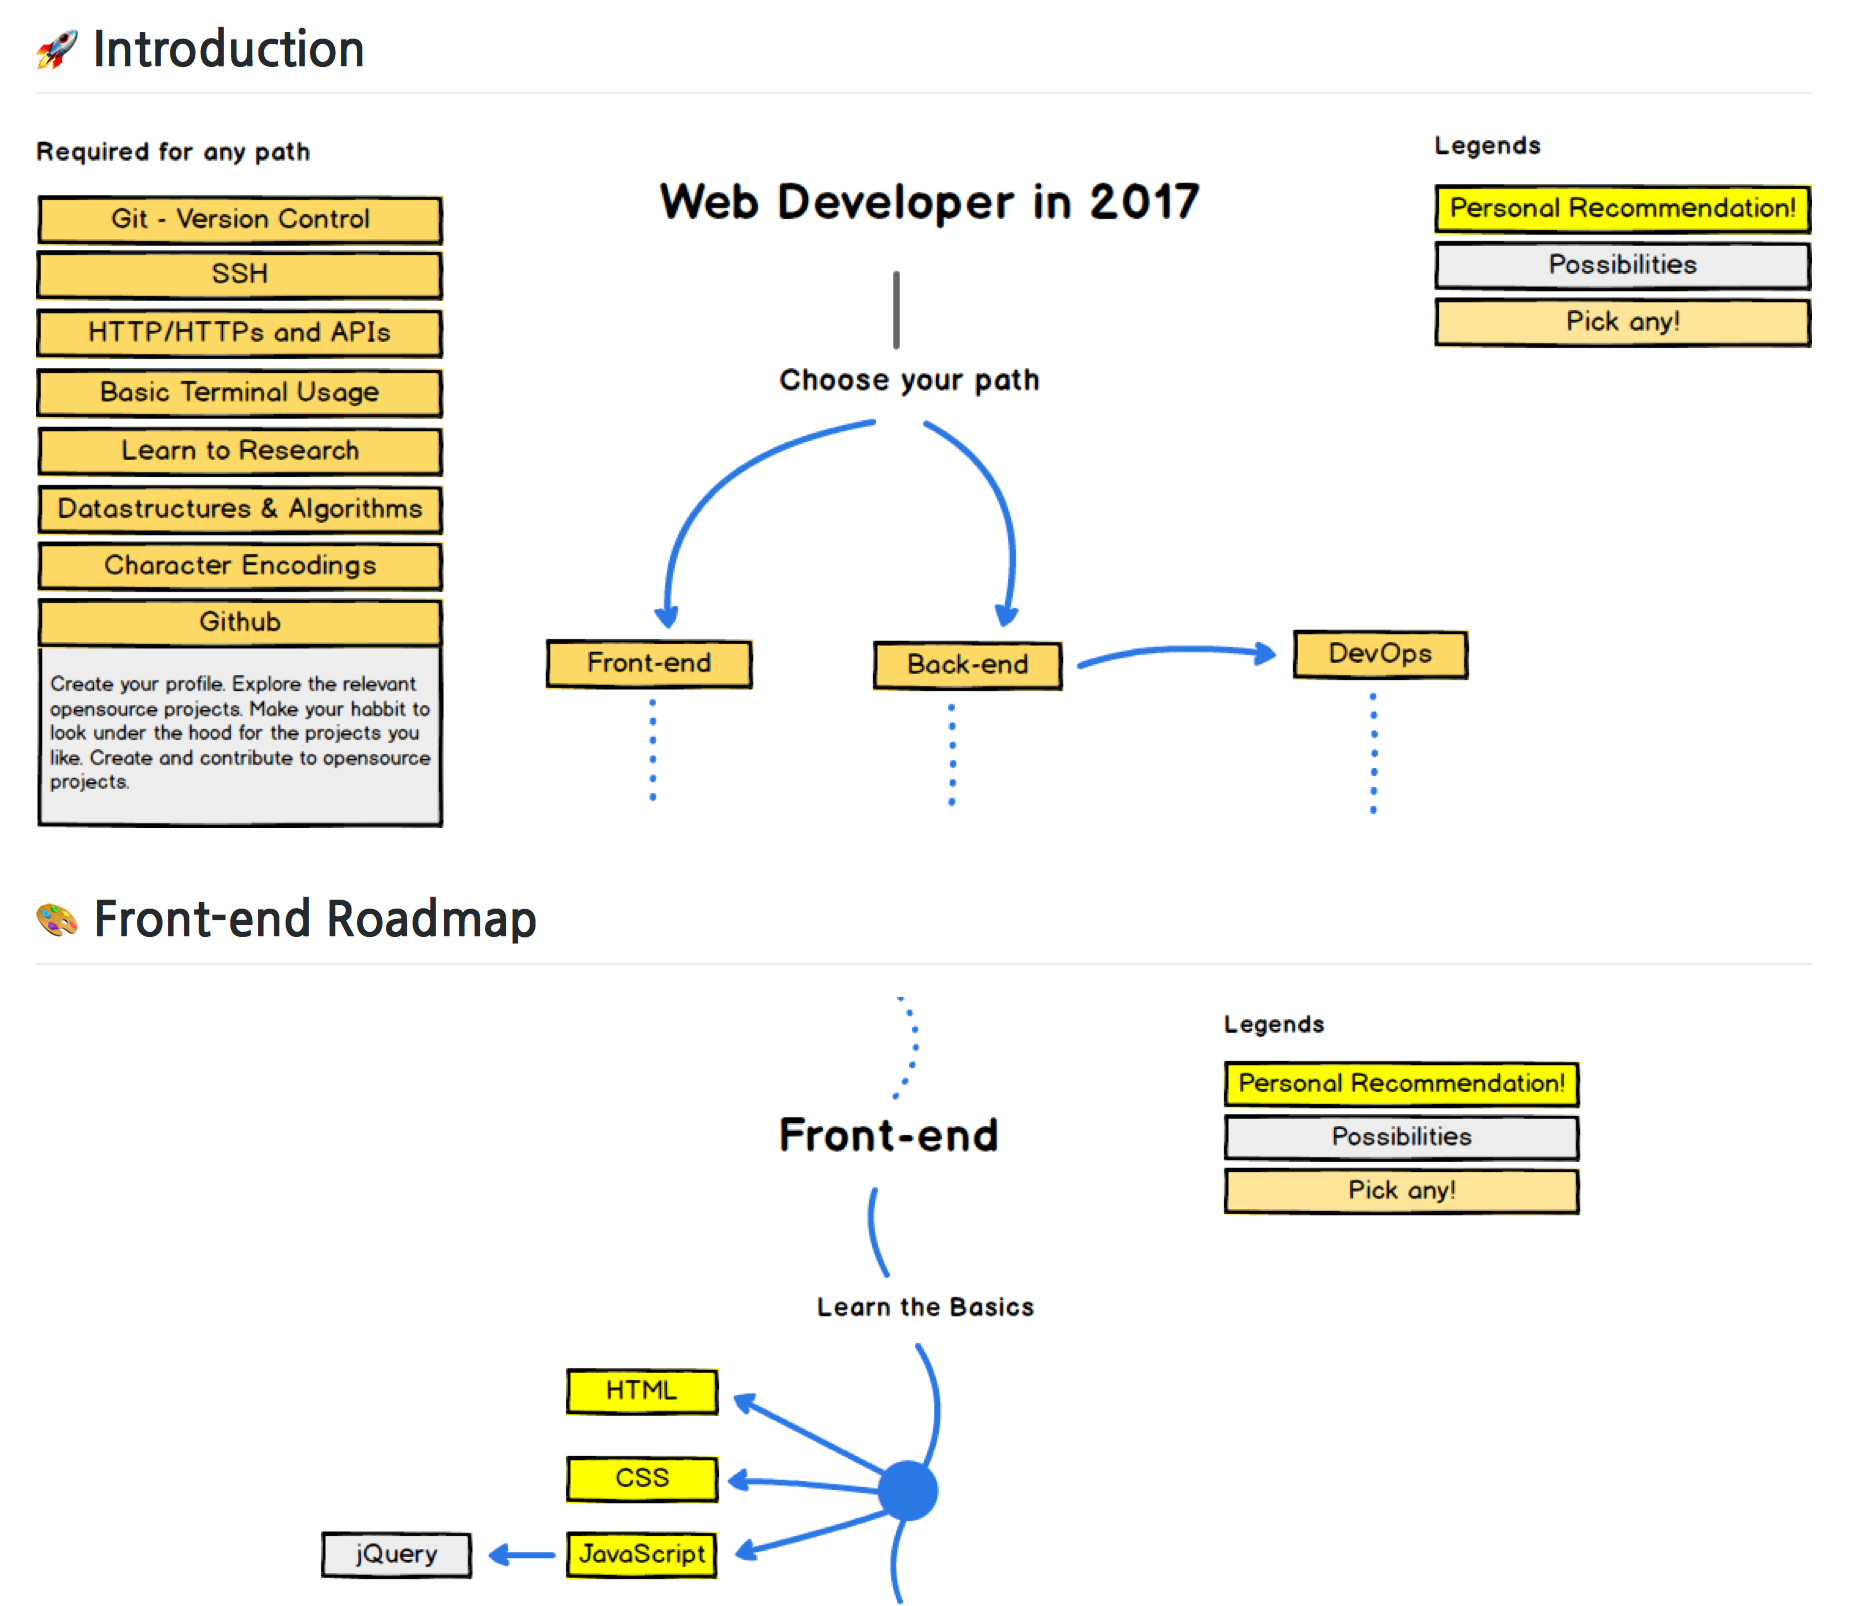 Introduction
Required for any path
Git - Version Control
SSH
HTTP/HTTPs and APIs
Basic Terminal Usage
Learn to Research
Datastructures & Algorithms
Character Encodings
Github
Create your profile. Explore the relevant
opensource projects. Make your habbit to
look under the hood for the projects you
like. Create and contribute to opensource
projects.
Web Developer in 2017
Choose your path
Front-end
Back-end
DevOps
Legends
Personal Recommendation!
Possibilities
Pick any!
Front-end Roadmap
Front-end
Learn the Basics
HTML
CSS
JavaScript
jQuery
Legends
Personal Recommendation!
Possibilities
Pick any!